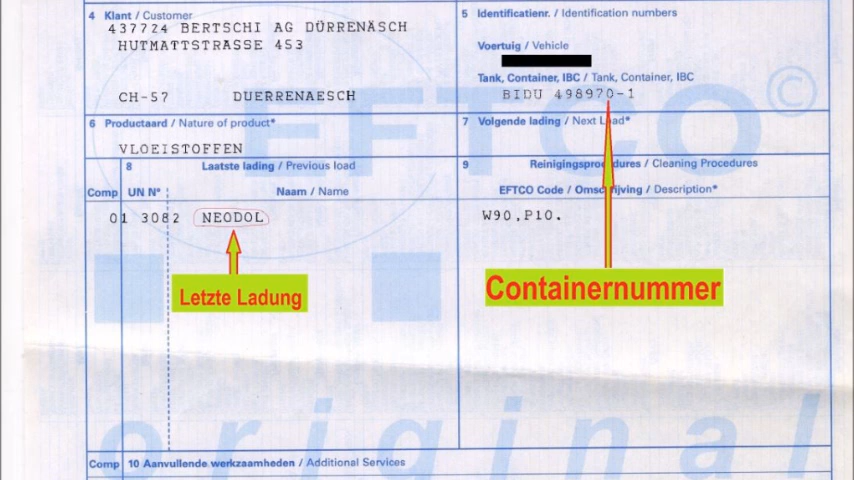 4 Klant / Customer
437724 BERTSCHI AG DÜRRENÄSCH
HUTMATTSTRASSE 453
CH-57 DUERRENAESCH
5 Identificatienr. / Identification numbers
Voertuig / Vehicle
Tank, Container, IBC / Tank, Container, IBC
BIDU 498970-1
6 Productaard / Nature of product*
VLOEISTOFFEN
7 Volgende lading / Next Load*
8 Laatste lading / Previous load
Comp UN Nº Naam / Name
01 3082 NEODOL
9 Reinigingsprocedures / Cleaning Procedures
EFTCO Code / Omschrijving / Description*
W90,P10.
Letzte Ladung
Containernummer
EFTCO ©
original
Comp 10 Aanvullende werkzaamheden / Additional Services